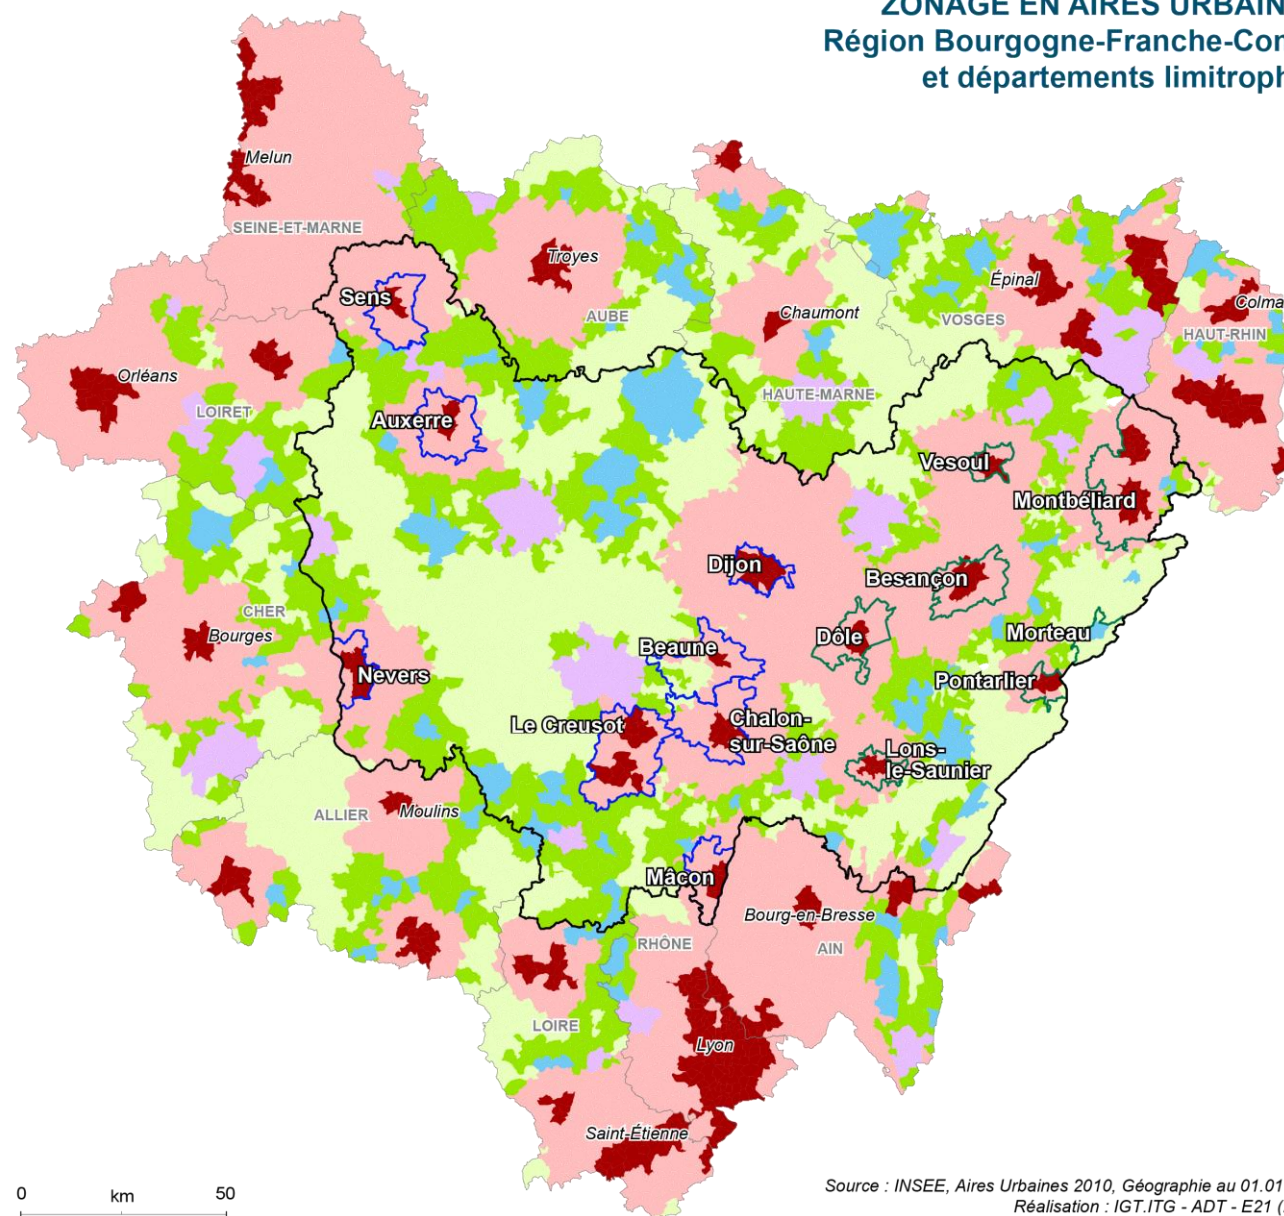 ZONAGE EN AIRES URBAIN
Région Bourgogne-Franche-Con
et départements limitroph
Melun
SEINE-ET-MARNE
Troyes
Sens
AUBE
Chaumont
Épinal
VOSGES
Colma
HAUT-RHIN
Orléans
LOIRET
HAUTE-MARNE
Auxerre
Vesoul
Montbéliard
Dijon
Besançon
CHER
Bourges
Dôle
Morteau
Beaune
Nevers
Pontarlier
Le Creusot
Chalon-
sur-Saône
Lons-
le-Saunier
ALLIER
Moulins
Mâcon
Bourg-en-Bresse
RHÔNE
AIN
LOIRE
Lyon
Saint-Étienne
0 km 50
Source : INSEE, Aires Urbaines 2010, Géographie au 01.01
Réalisation : IGT.ITG - ADT - E21 (